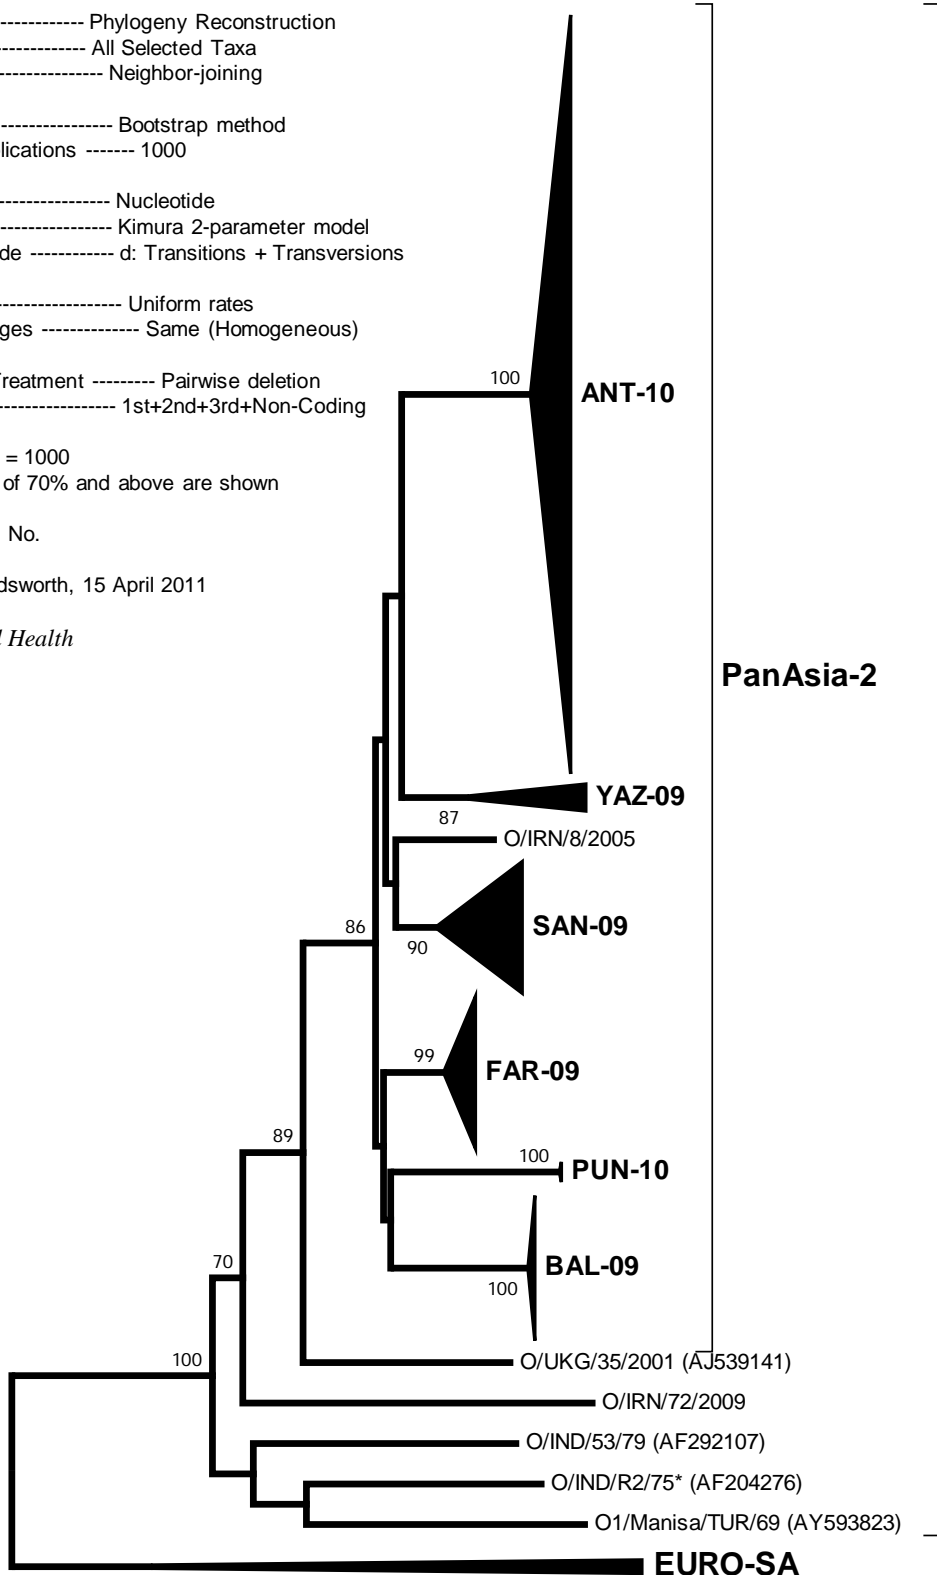 ------------ Phylogeny Reconstruction
------------ All Selected Taxa
---------------- Neighbor-joining
----------------- Bootstrap method
lications ------- 1000
---------------- Nucleotide
----------------- Kimura 2-parameter model
de ------------ d: Transitions + Transversions
------------------ Uniform rates
ges -------------- Same (Homogeneous)
reatment --------- Pairwise deletion
----------------- 1st+2nd+3rd+Non-Coding
= 1000
of 70% and above are shown
No.
dsworth, 15 April 2011
l Health
100
ANT-10
PanAsia-2
YAZ-09
87
O/IRN/8/2005
86
SAN-09
90
99
FAR-09
89
100
PUN-10
70
BAL-09
100
100
O/UKG/35/2001 (AJ539141)
O/IRN/72/2009
O/IND/53/79 (AF292107)
O/IND/R2/75* (AF204276)
O1/Manisa/TUR/69 (AY593823)
EURO-SA